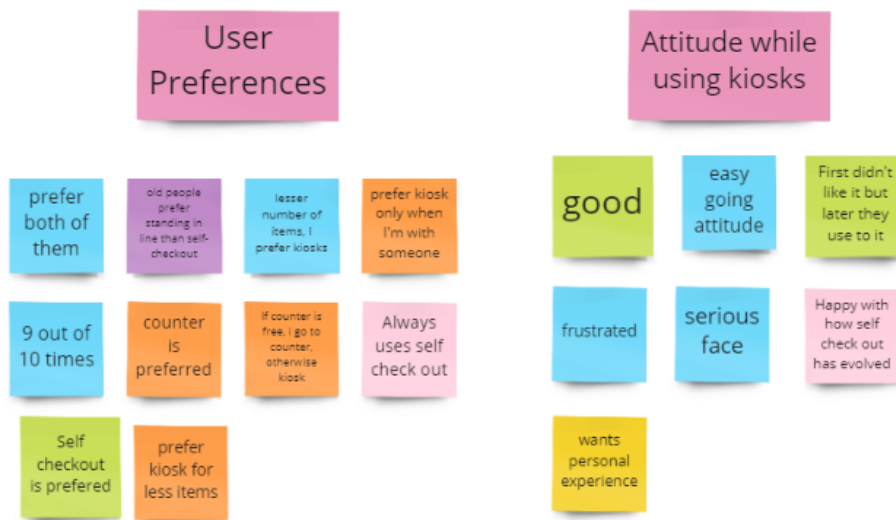 User
Preferences
Attitude while
using kiosks
prefer
both of
them
old people
prefer
standing in
line than self-
checkout
lesser
number of
items, I
prefer kiosks
prefer kiosk
only when
I'm with
someone
good
easy
going
attitude
First didn't
like it but
later they
use to it
9 out of
10 times
counter
is
preferred
If counter is
free, i go to
counter,
otherwise
kiosk
Always
uses self
check out
frustrated
serious
face
Happy with
how self
check out
has evolved
Self
checkout
is prefered
prefer
kiosk for
less items
wants
personal
experience